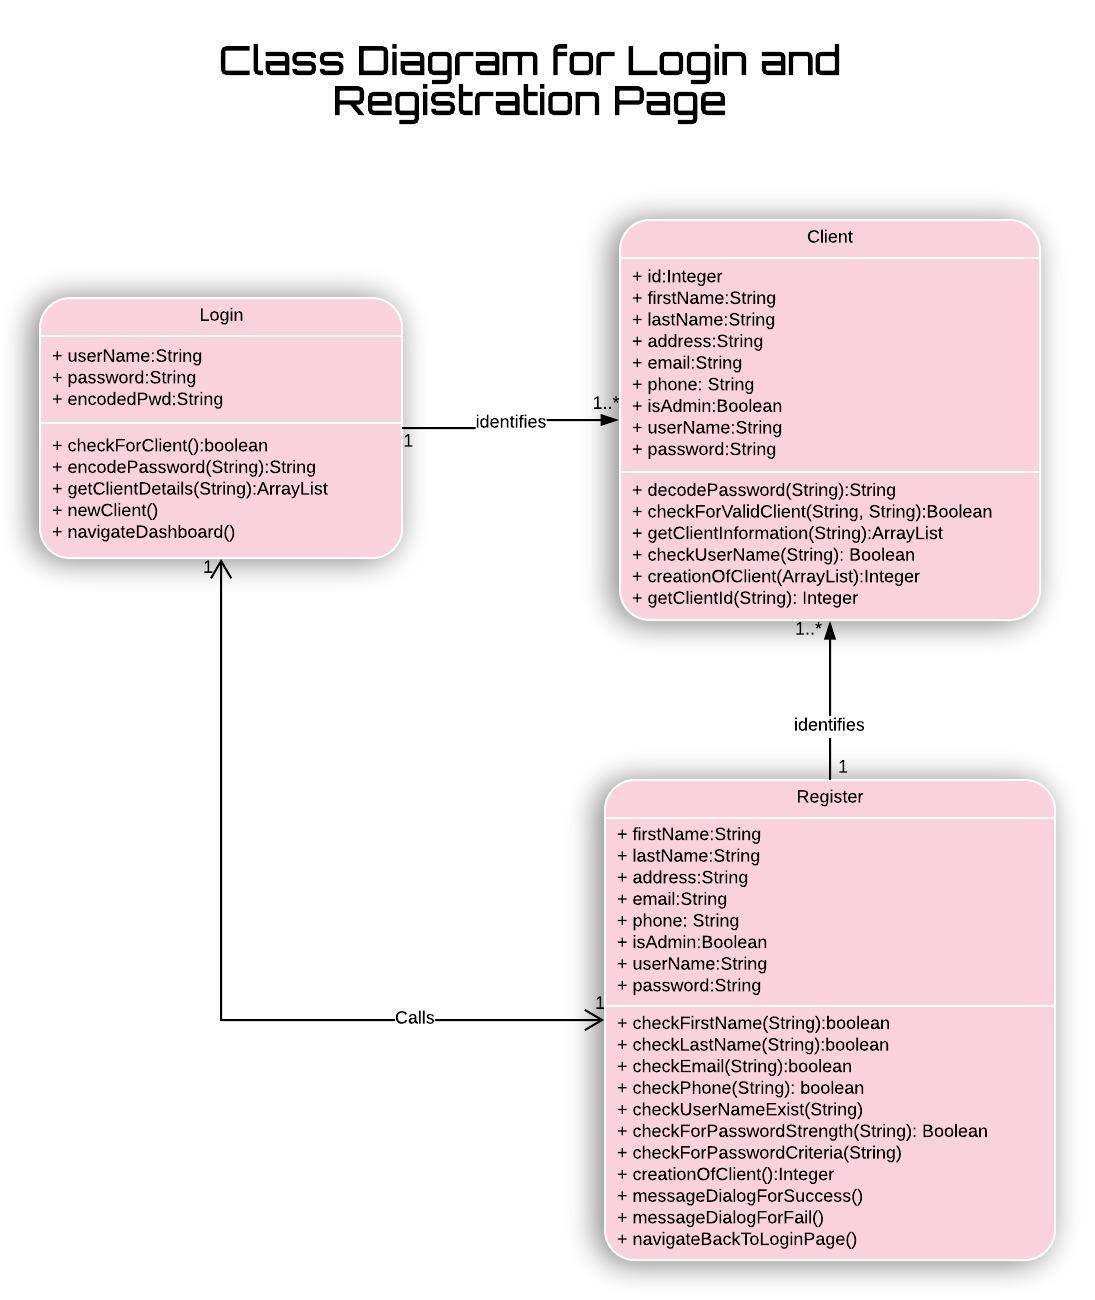 Class Diagram for Login and
Registration Page
Client
+ id:Integer
+ firstName:String
+ lastName:String
+ address:String
+ email:String
+ phone: String
+ isAdmin:Boolean
+ userName:String
+ password:String
+ decodePassword(String):String
+ checkForValidClient(String, String):Boolean
+ getClientInformation(String):ArrayList
+ checkUserName(String): Boolean
+ creationOfClient(ArrayList):Integer
+ getClientId(String): Integer
Login
+ userName:String
+ password:String
+ encodedPwd:String
+ checkForClient():boolean
+ encodePassword(String):String
+ getClientDetails(String):ArrayList
+ newClient()
+ navigateDashboard()
1
identifies
1..*
1..*
identifies
1
1
Calls
1
Register
+ firstName:String
+ lastName:String
+ address:String
+ email:String
+ phone: String
+ isAdmin:Boolean
+ userName:String
+ password:String
+ checkFirstName(String):boolean
+ checkLastName(String):boolean
+ checkEmail(String):boolean
+ checkPhone(String): boolean
+ checkUserNameExist(String)
+ checkForPasswordStrength(String): Boolean
+ checkForPasswordCriteria(String)
+ creationOfClient():Integer
+ messageDialogForSuccess()
+ messageDialogForFail()
+ navigateBackToLoginPage()